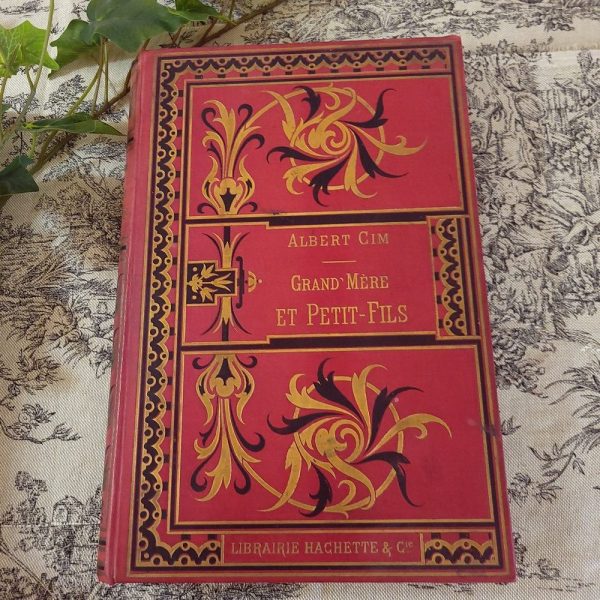 ALBERT CIM
GRAND'MÈRE
ET PETIT-FILS
LIBRAIRIE HACHETTE & Cie